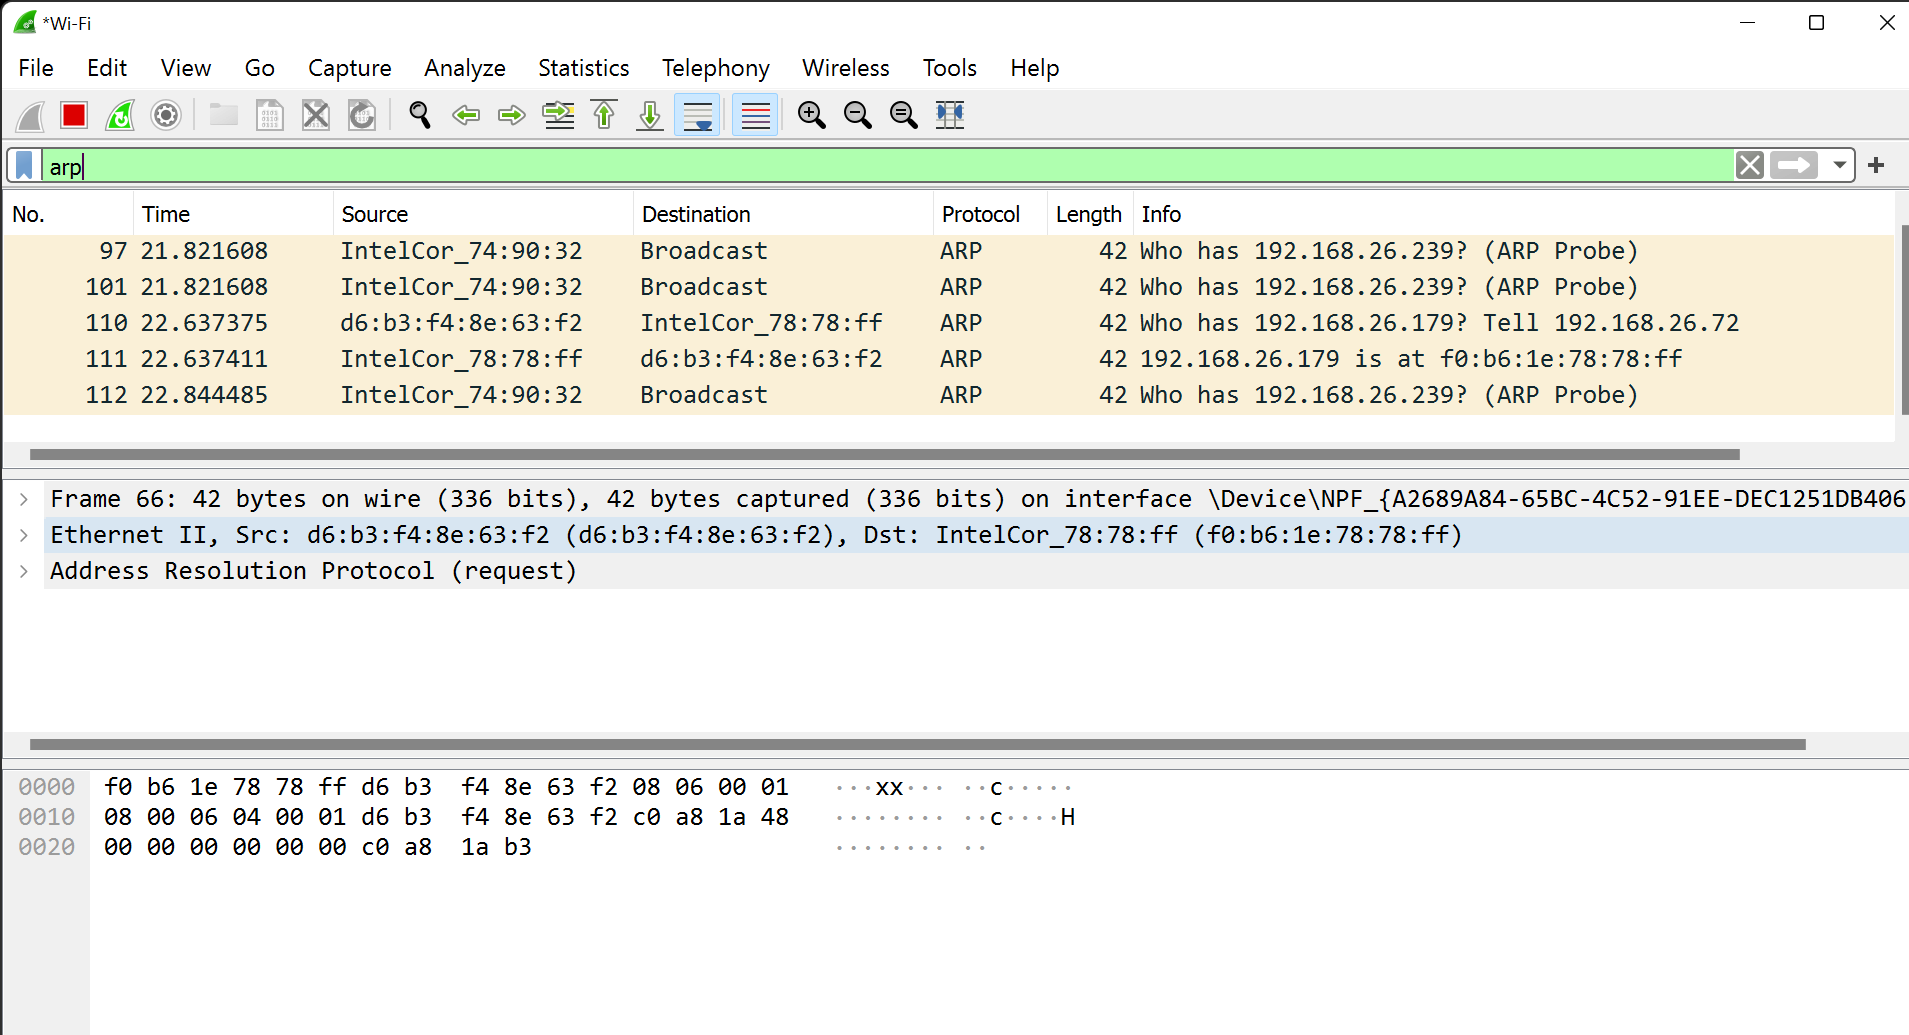 *Wi-Fi
File Edit View Go Capture Analyze Statistics Telephony Wireless Tools Help
arp
No. Time Source Destination Protocol Length Info
97 21.821608 IntelCor_74:90:32 Broadcast ARP 42 Who has 192.168.26.239? (ARP Probe)
101 21.821608 IntelCor_74:90:32 Broadcast ARP 42 Who has 192.168.26.239? (ARP Probe)
110 22.637375 d6:b3:f4:8e:63:f2 IntelCor_78:78:ff ARP 42 Who has 192.168.26.179? Tell 192.168.26.72
111 22.637411 IntelCor_78:78:ff d6:b3:f4:8e:63:f2 ARP 42 192.168.26.179 is at f0:b6:1e:78:78:ff
112 22.844485 IntelCor_74:90:32 Broadcast ARP 42 Who has 192.168.26.239? (ARP Probe)
Frame 66: 42 bytes on wire (336 bits), 42 bytes captured (336 bits) on interface \Device\NPF_{A2689A84-65BC-4C52-91EE-DEC1251DB406
Ethernet II, Src: d6:b3:f4:8e:63:f2 (d6:b3:f4:8e:63:f2), Dst: IntelCor_78:78:ff (f0:b6:1e:78:78:ff)
Address Resolution Protocol (request)
0000 f0 b6 1e 78 78 ff d6 b3 f4 8e 63 f2 08 06 00 01 ···xx··· ··c·····
0010 08 00 06 04 00 01 d6 b3 f4 8e 63 f2 c0 a8 1a 48 ········ ··c····H
0020 00 00 00 00 00 00 c0 a8 1a b3 ········ ··